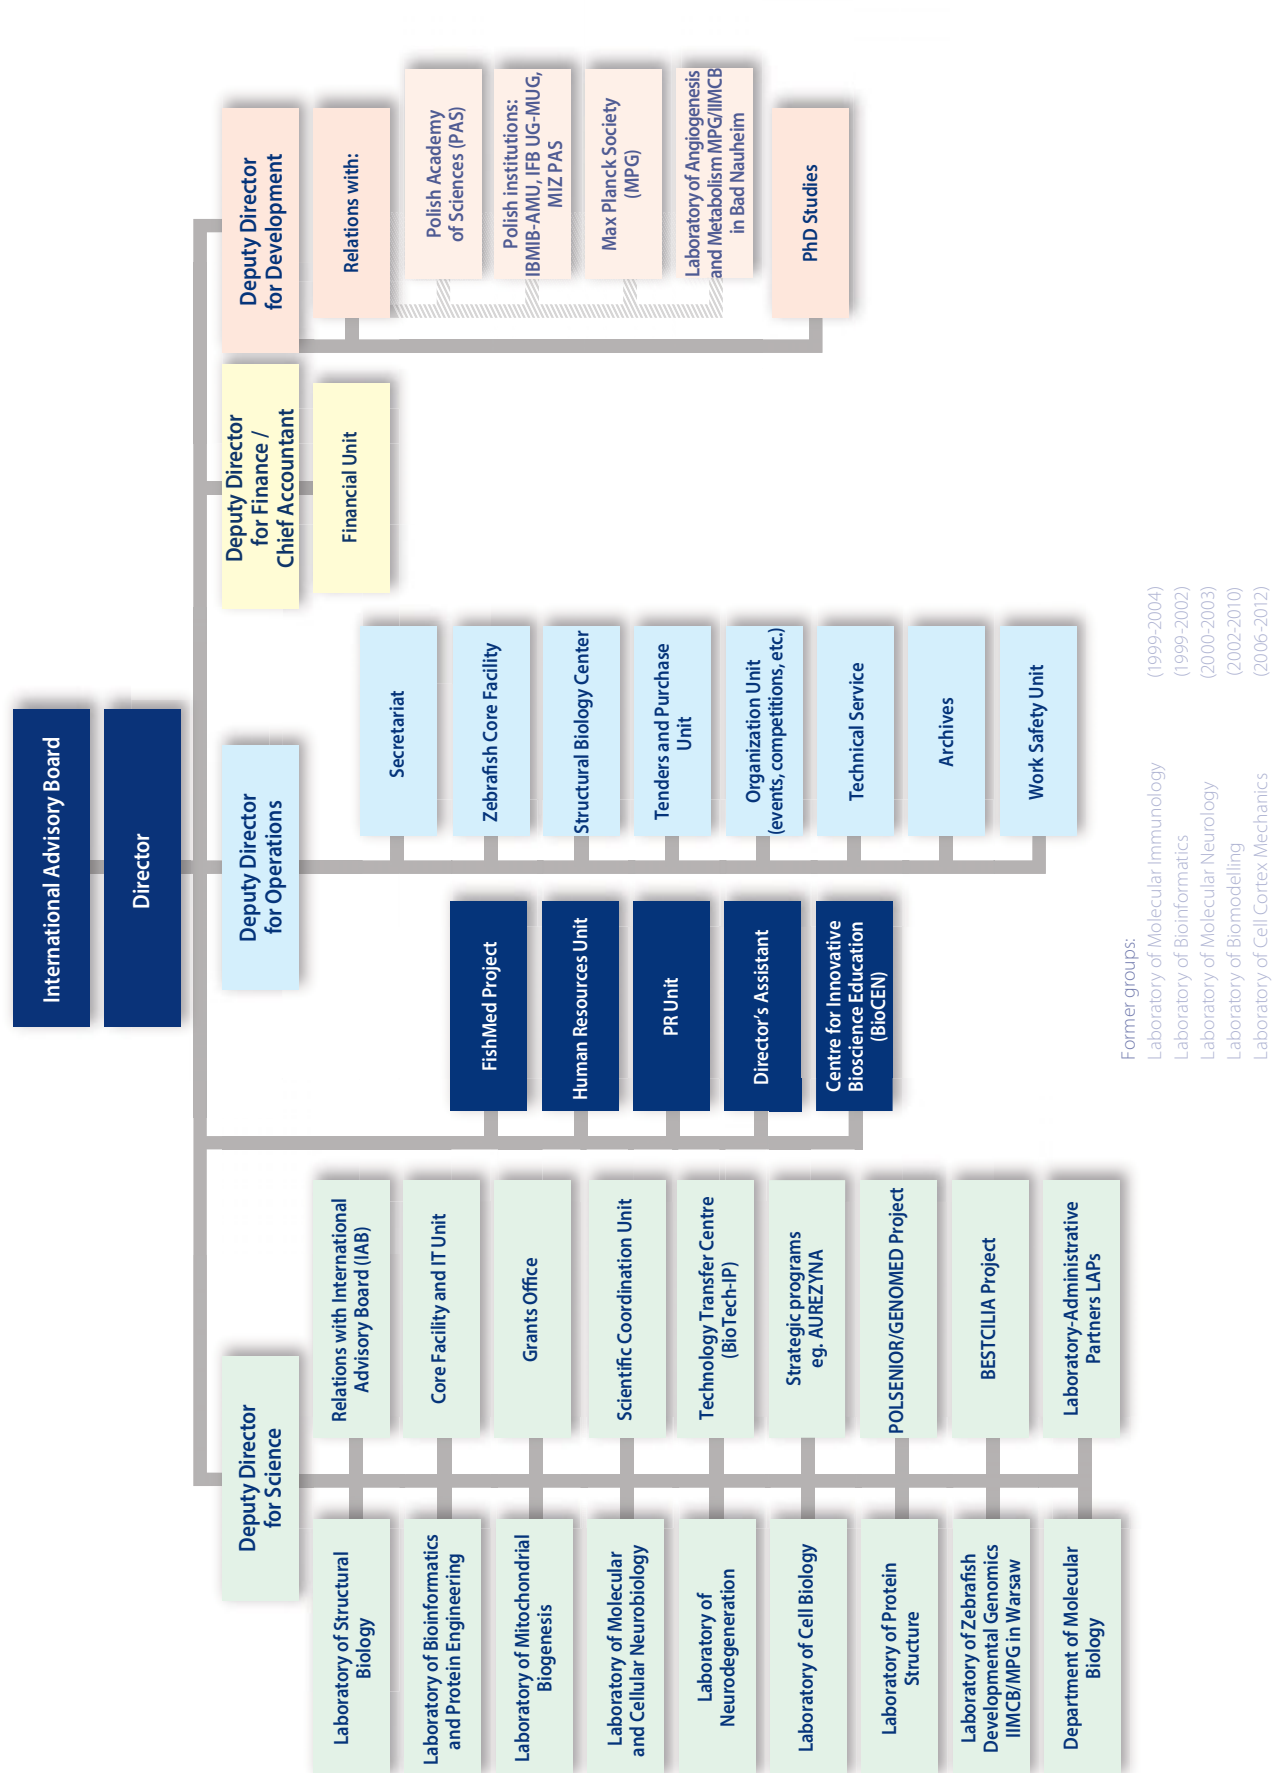 International Advisory Board
Director
Deputy Director
for Science
Laboratory of Structural
Biology
Laboratory of Bioinformatics
and Protein Engineering
Laboratory of Mitochondrial
Biogenesis
Laboratory of Molecular
and Cellular Neurobiology
Laboratory of
Neurodegeneration
Laboratory of Cell Biology
Laboratory of Protein
Structure
Laboratory of Zebrafish
Developmental Genomics
IIMCB/MPG in Warsaw
Department of Molecular
Biology
Relations with International
Advisory Board (IAB)
Core Facility and IT Unit
Grants Office
Scientific Coordination Unit
Technology Transfer Centre
(BioTech-IP)
Strategic programs
eg. AUREZYNA
POLSENIOR/GENOMED Project
BESTCILIA Project
Laboratory-Administrative
Partners LAPs
FishMed Project
Human Resources Unit
PR Unit
Director’s Assistant
Centre for Innovative
Bioscience Education
(BioCEN)
Deputy Director
for Operations
Secretariat
Zebrafish Core Facility
Structural Biology Center
Tenders and Purchase
Unit
Organization Unit
(events, competitions, etc.)
Technical Service
Archives
Work Safety Unit
Deputy Director
for Finance /
Chief Accountant
Financial Unit
Deputy Director
for Development
Relations with:
Polish Academy
of Sciences (PAS)
Polish institutions:
IBMIB-AMU, IFB UG-MUG,
MIZ PAS
Max Planck Society
(MPG)
Laboratory of Angiogenesis
and Metabolism MPG/IIMCB
in Bad Nauheim
PhD Studies
Former groups:
Laboratory of Molecular Immunology (1999-2004)
Laboratory of Bioinformatics (1999-2002)
Laboratory of Molecular Neurology (2000-2003)
Laboratory of Biomodelling (2002-2010)
Laboratory of Cell Cortex Mechanics (2006-2012)